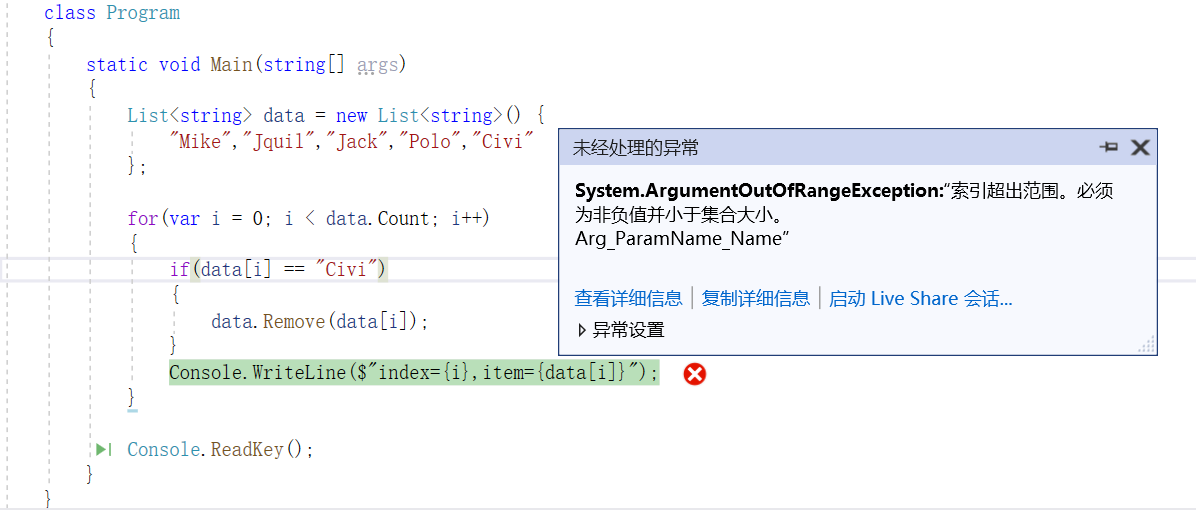 class Program
{
static void Main(string[] args)
{
List<string> data = new List<string>() {
"Mike","Jquil","Jack","Polo","Civi"
};
for(var i = 0; i < data.Count; i++)
{
if(data[i] == "Civi")
{
data.Remove(data[i]);
}
Console.WriteLine($"index={i},item={data[i]}");
}
Console.ReadKey();
}
}
未经处理的异常
System.ArgumentOutOfRangeException:“索引超出范围。必须
为非负值并小于集合大小。
Arg_ParamName_Name”
查看详细信息 | 复制详细信息 | 启动 Live Share 会话...
异常设置